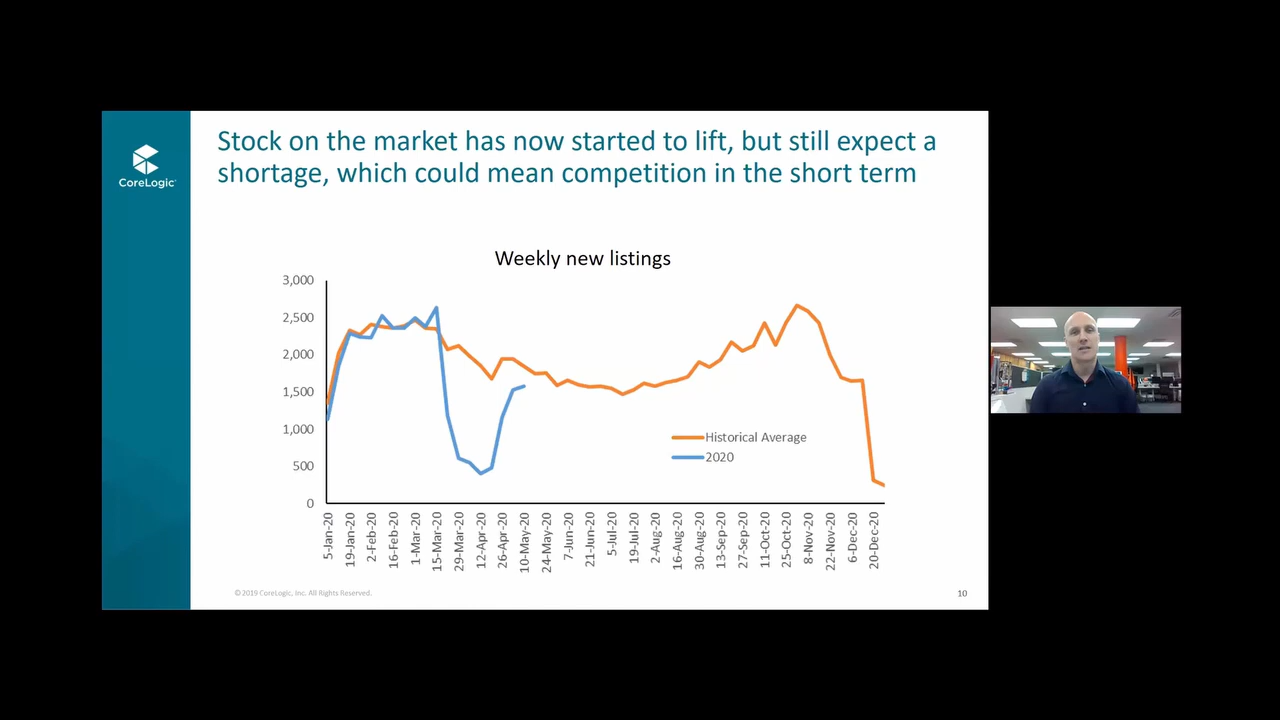 Stock on the market has now started to lift, but still expect a
shortage, which could mean competition in the short term
CoreLogic
Weekly new listings
3,000
2,500
2,000
1,500
1,000
500
0
Historical Average
2020
5-Jan-20
19-Jan-20
2-Feb-20
16-Feb-20
1-Mar-20
15-Mar-20
29-Mar-20
12-Apr-20
26-Apr-20
10-May-20
24-May-20
7-Jun-20
21-Jun-20
5-Jul-20
19-Jul-20
2-Aug-20
16-Aug-20
30-Aug-20
13-Sep-20
27-Sep-20
11-Oct-20
25-Oct-20
8-Nov-20
22-Nov-20
6-Dec-20
20-Dec-20
© 2019 CoreLogic, Inc. All Rights Reserved.
10